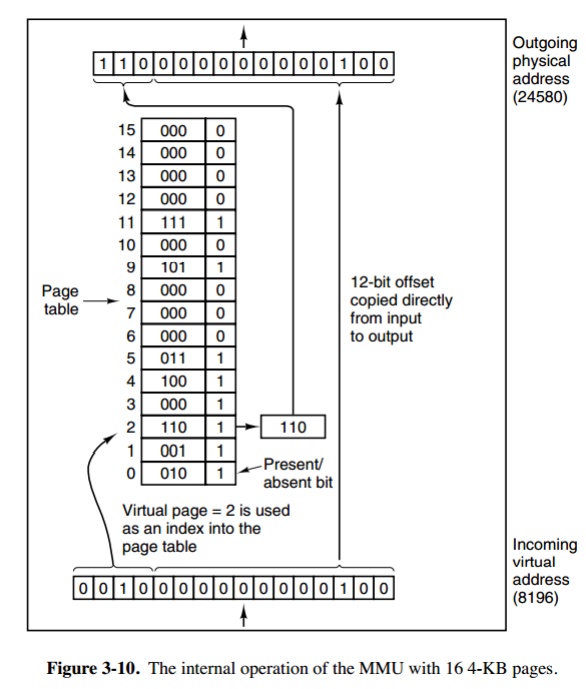 Outgoing
physical
address
(24580)
1 1 0 0 0 0 0 0 0 0 0 0 1 0 0
15 000 0
14 000 0
13 000 0
12 000 0
11 111 1
10 000 0
9 101 1
8 000 0
7 000 0
6 000 0
5 011 1
4 100 1
3 000 1
2 110 1
1 001 1
0 010 1
Page
table
110
12-bit offset
copied directly
from input
to output
Present/
absent bit
Virtual page = 2 is used
as an index into the
page table
0 0 1 0 0 0 0 0 0 0 0 0 0 1 0 0
Incoming
virtual
address
(8196)
Figure 3-10. The internal operation of the MMU with 16 4-KB pages.